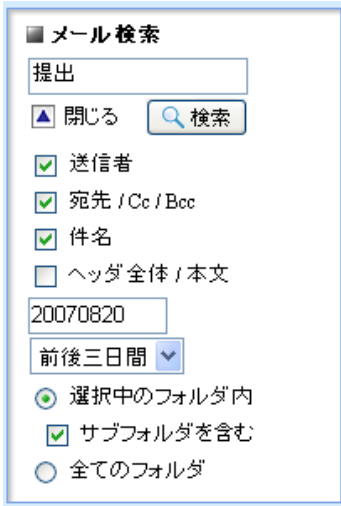 メール検索
提出
閉じる 検索
送信者
宛先 / Cc / Bcc
件名
ヘッダ全体 / 本文
20070820
前後三日間
選択中のフォルダ内
サブフォルダを含む
全てのフォルダ